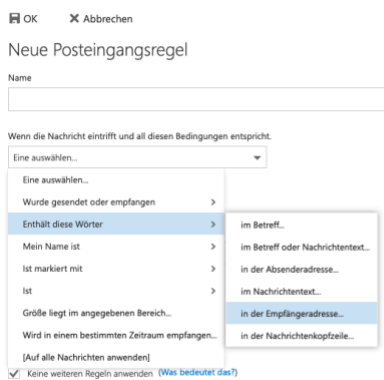 OK Abbrechen
Neue Posteingangsregel
Name
Wenn die Nachricht eintrifft und all diesen Bedingungen entspricht.
Eine auswählen...
Eine auswählen...
Wurde gesendet oder empfangen
Enthält diese Wörter
Mein Name ist
Ist markiert mit
Ist
Größe liegt im angegebenen Bereich...
Wird in einem bestimmten Zeitraum empfangen...
[Auf alle Nachrichten anwenden]
im Betreff...
im Betreff oder Nachrichtentext...
in der Absenderadresse...
im Nachrichtentext...
in der Empfängeradresse...
in der Nachrichtenkopfzeile...
Keine weiteren Regeln anwenden (Was bedeutet das?)